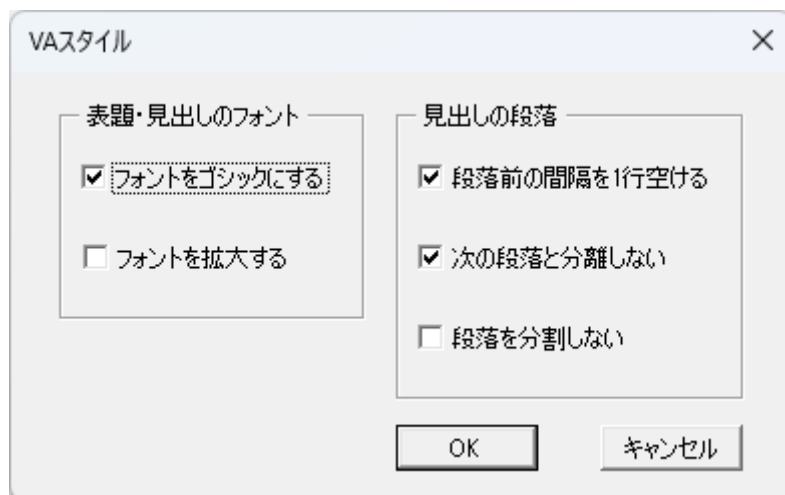 VAスタイル
表題・見出しのフォント
フォントをゴシックにする
フォントを拡大する
見出しの段落
段落前の間隔を1行空ける
次の段落と分離しない
段落を分割しない
OK
キャンセル